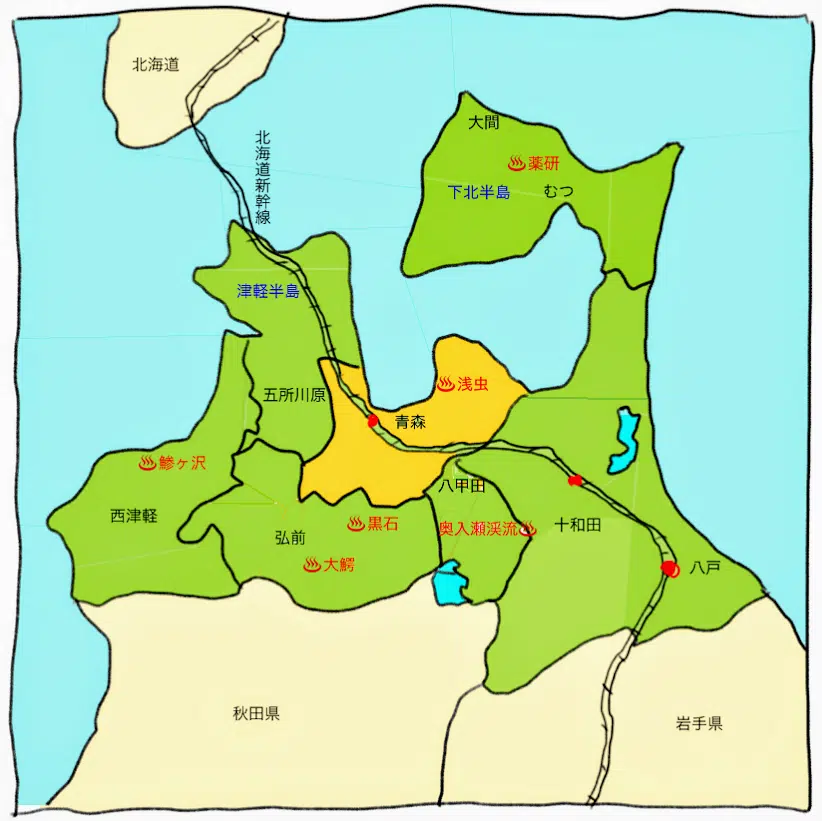 北海道
大間
北海道新幹線
♨薬研
下北半島
むつ
津軽半島
♨浅虫
五所川原
青森
♨鯵ヶ沢
八甲田
西津軽
♨黒石
十和田
奥入瀬渓流♨
弘前
♨大鰐
八戸
秋田県
岩手県